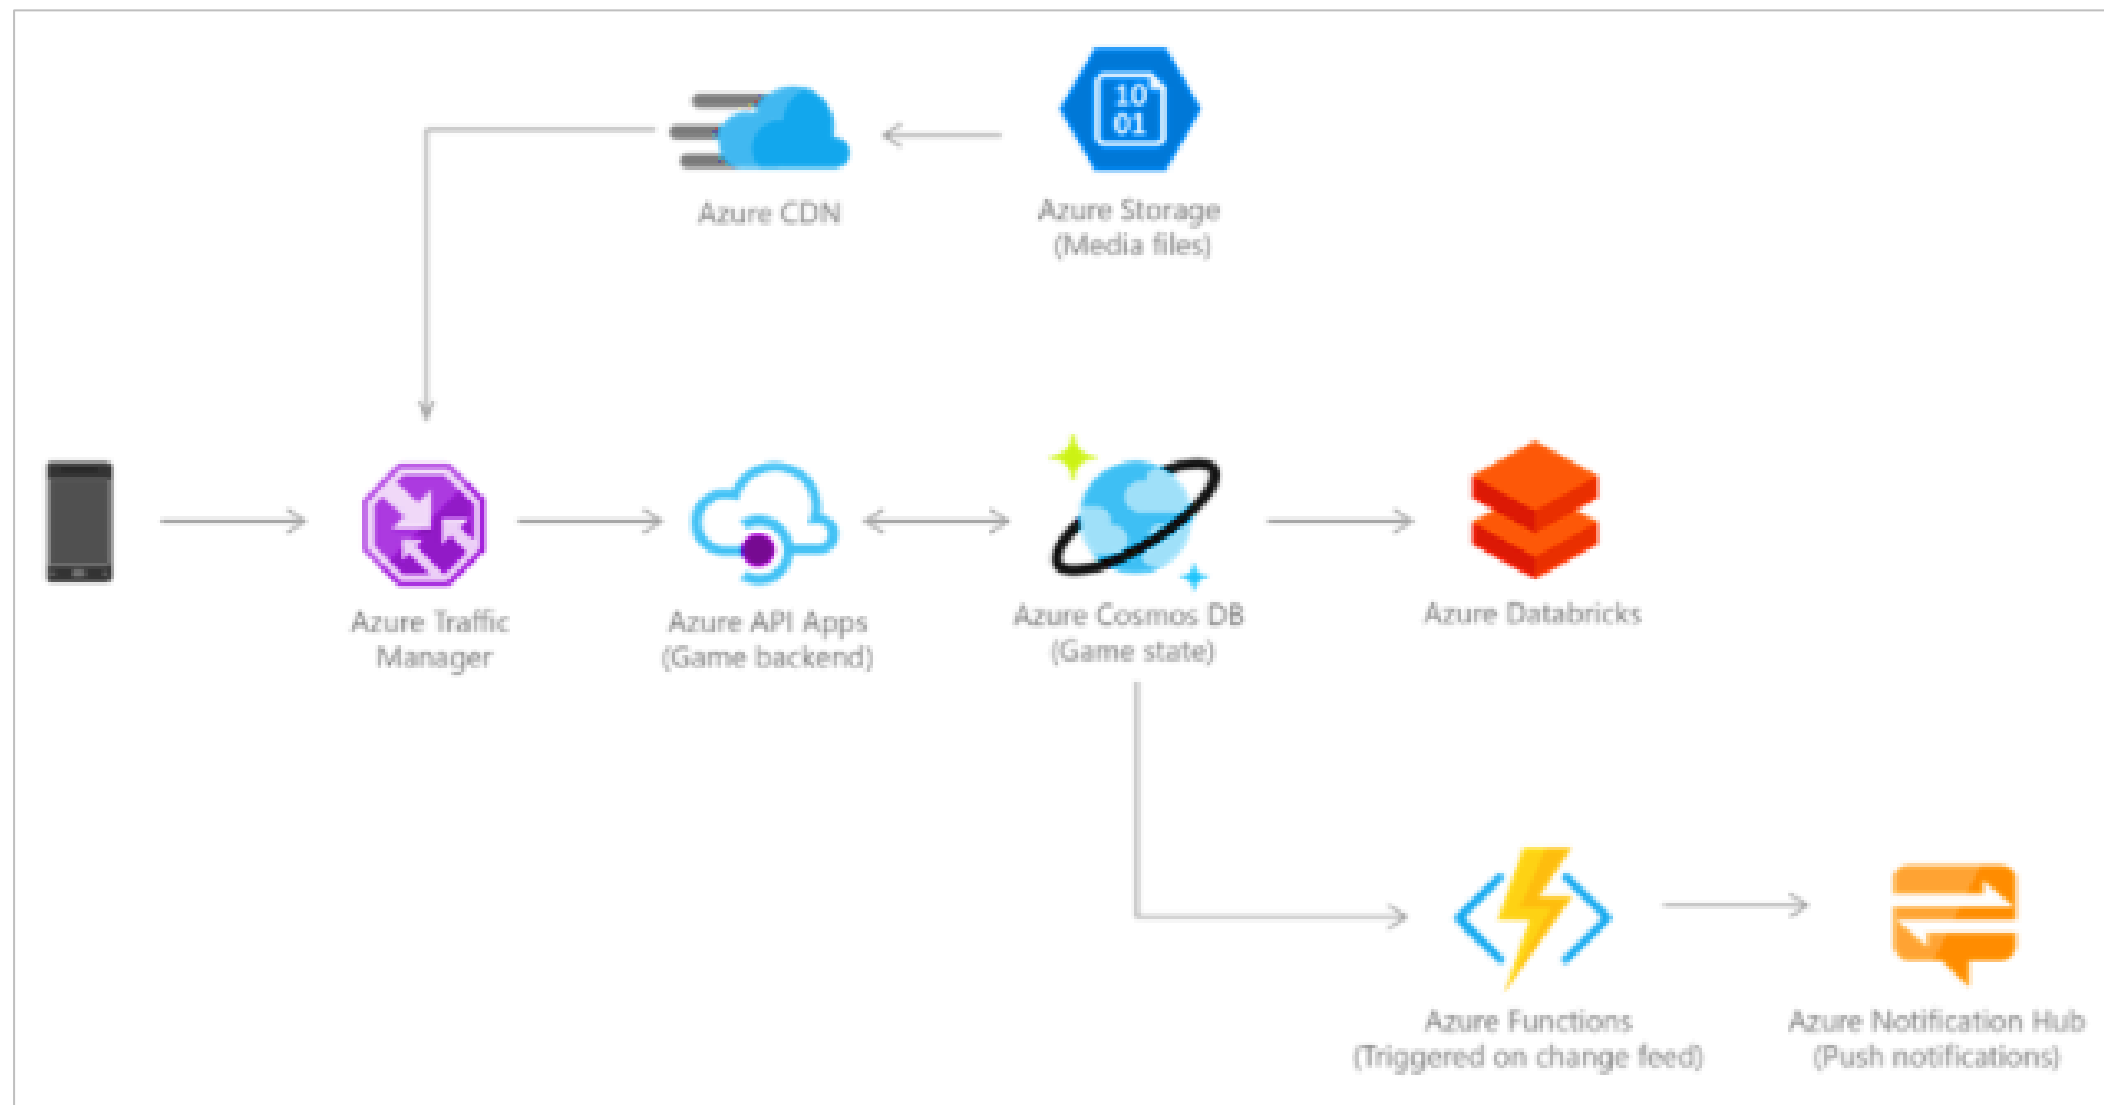 10
01
Azure CDN
Azure Storage
(Media files)
Azure Traffic
Manager
Azure API Apps
(Game backend)
Azure Cosmos DB
(Game state)
Azure Databricks
Azure Functions
(Triggered on change feed)
Azure Notification Hub
(Push notifications)